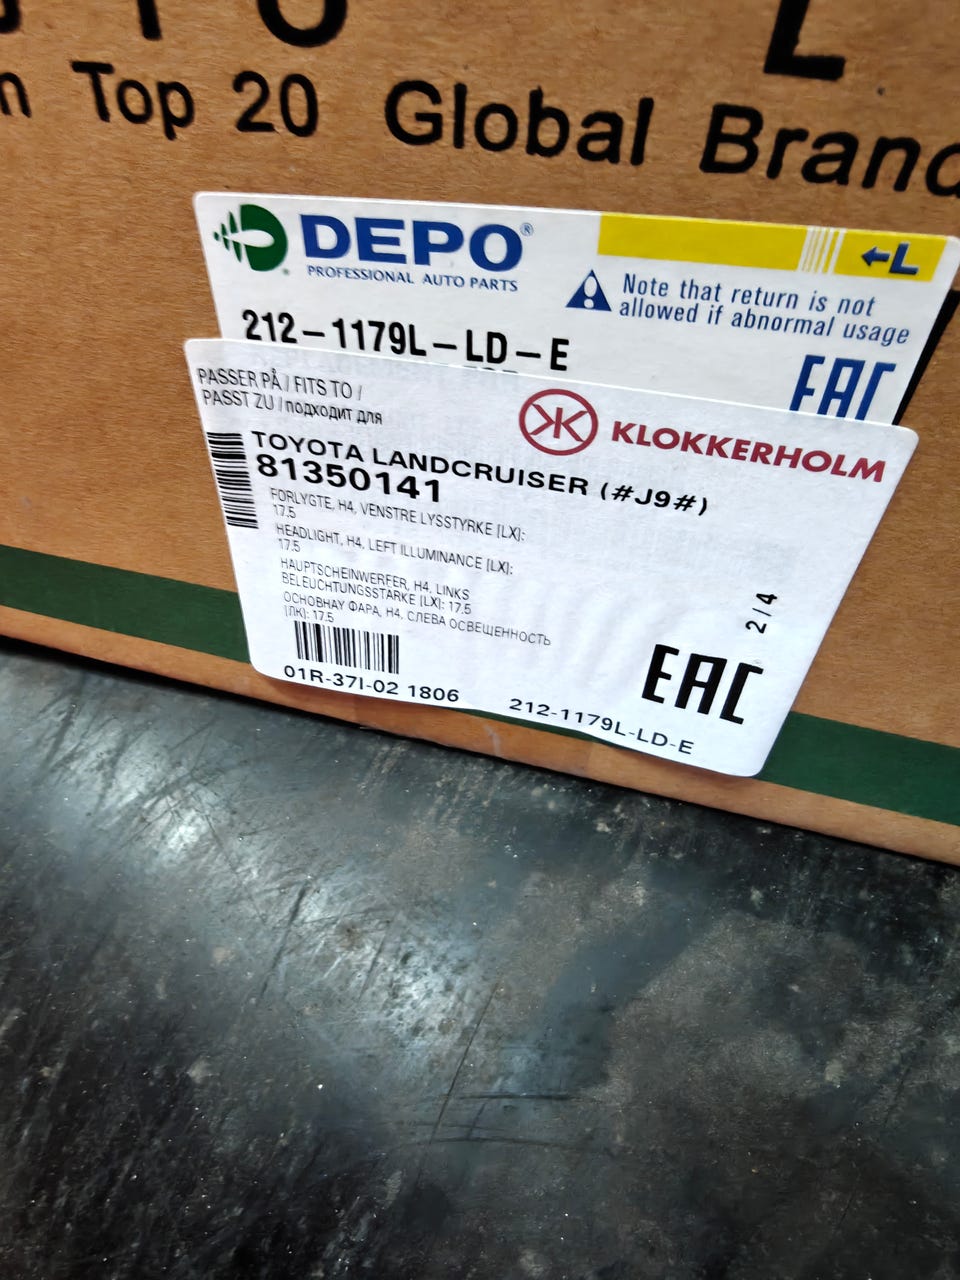 n Top 20 Global Brand
DEPO®
PROFESSIONAL AUTO PARTS
←L
Note that return is not
allowed if abnormal usage
212-1179L-LD-E
EAC
PASSER PÅ / FITS TO /
PASST ZU / подходит для
KLOKKERHOLM
TOYOTA LANDCRUISER (#J9#)
81350141
FORLYGTE, H4, VENSTRE LYSSTYRKE [LX]:
17.5
HEADLIGHT, H4, LEFT ILLUMINANCE [LX]:
17.5
HAUPTSCHEINWERFER, H4, LINKS
BELEUCHTUNGSSTÄRKE [LX]: 17.5
ОСНОВНАУ ФАРА, H4, СЛЕВА ОСВЕЩЕННОСТЬ
[ЛК]: 17.5
2/4
EAC
01R-37I-02 1806
212-1179L-LD-E